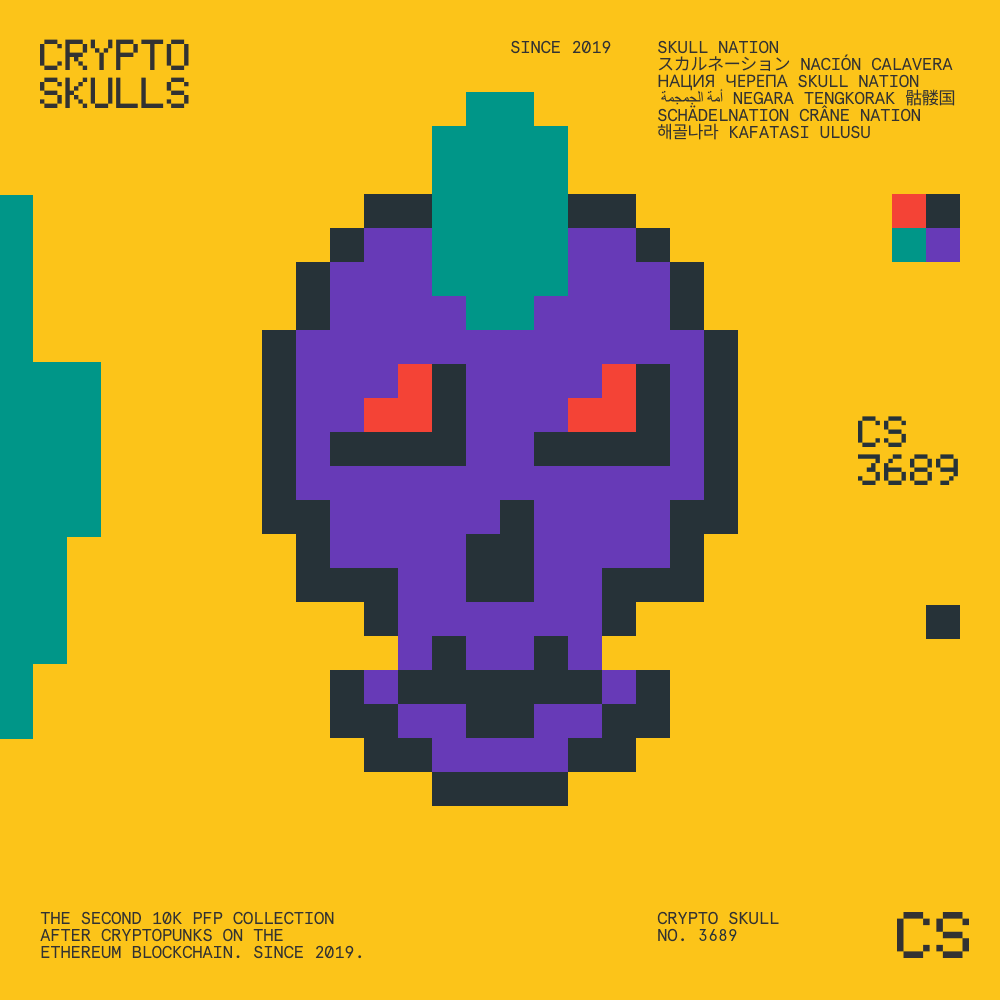 CRYPTO
SKULLS
SINCE 2019
SKULL NATION
スカルネーション NACIÓN CALAVERA
НАЦИЯ ЧЕРЕПА SKULL NATION
أمة الجمجمة NEGARA TENGKORAK 骷髅国
SCHÄDELNATION CRÂNE NATION
해골나라 KAFATASI ULUSU
CS
3689
THE SECOND 10K PFP COLLECTION
AFTER CRYPTOPUNKS ON THE
ETHEREUM BLOCKCHAIN. SINCE 2019.
CRYPTO SKULL
NO. 3689
CS